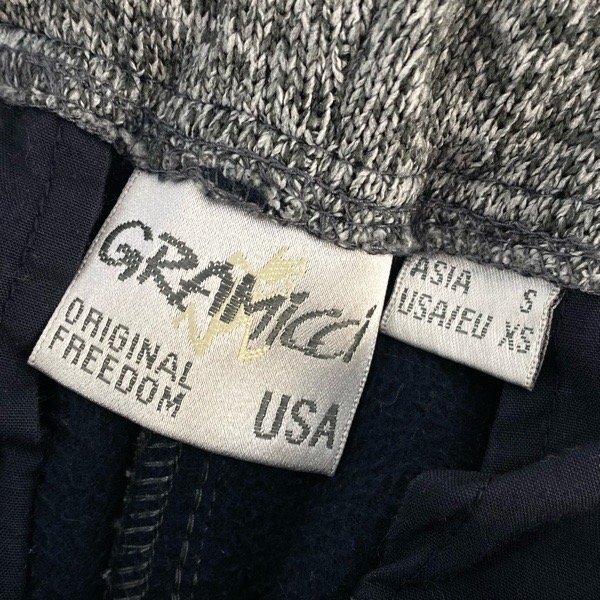 GRAMiCCi
ORIGINAL
FREEDOM
USA
ASIA S
USA/EU XS